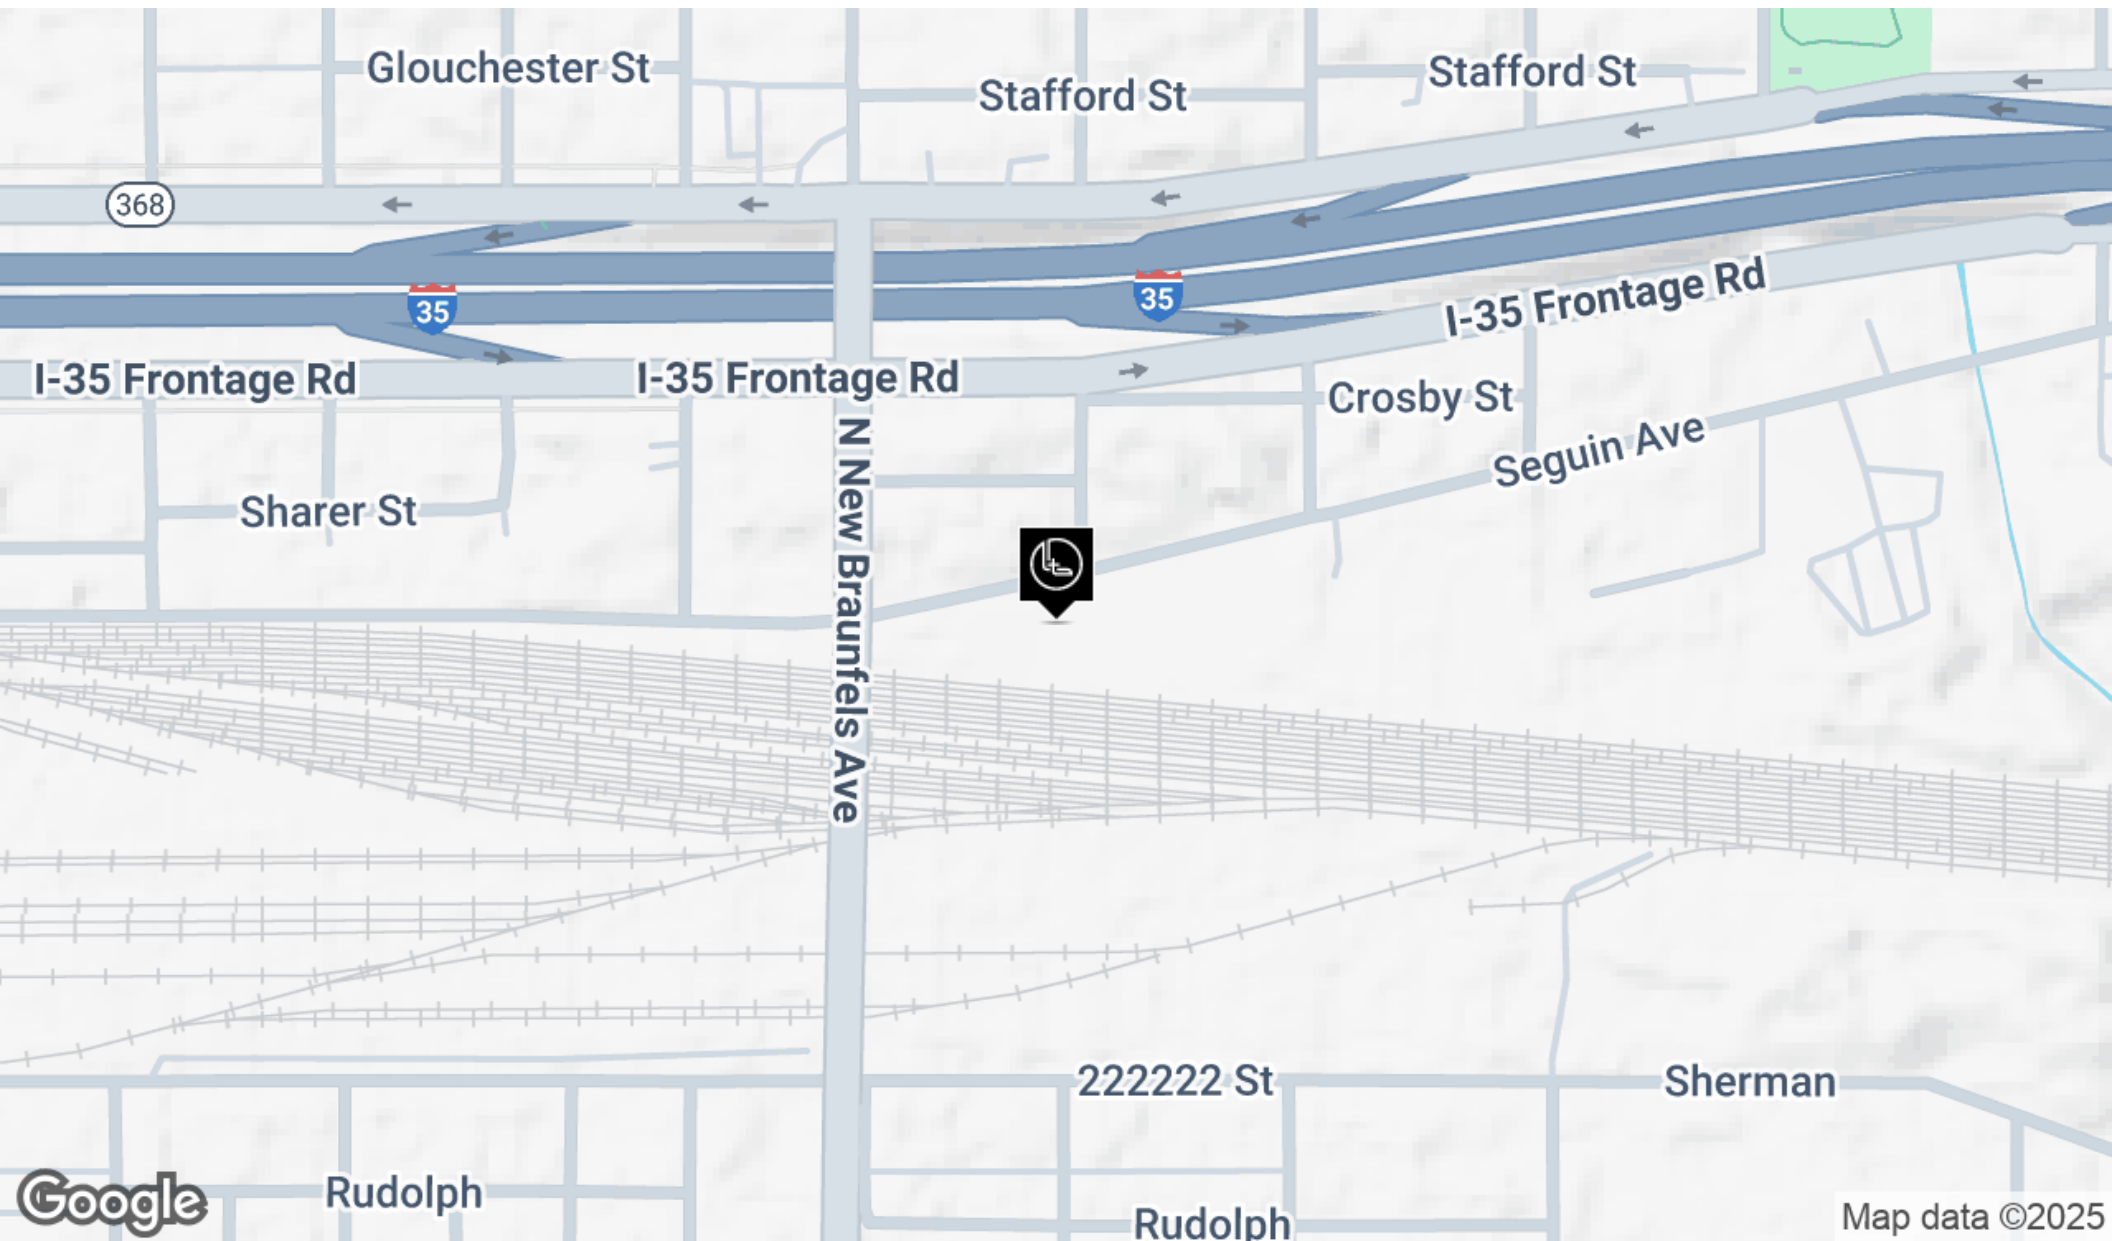 Glouchester St
Stafford St
Stafford St
368
35
35
I-35 Frontage Rd
I-35 Frontage Rd
I-35 Frontage Rd
Crosby St
Seguin Ave
Sharer St
N New Braunfels Ave
222222 St
Sherman
Rudolph
Rudolph
Google
Map data ©2025